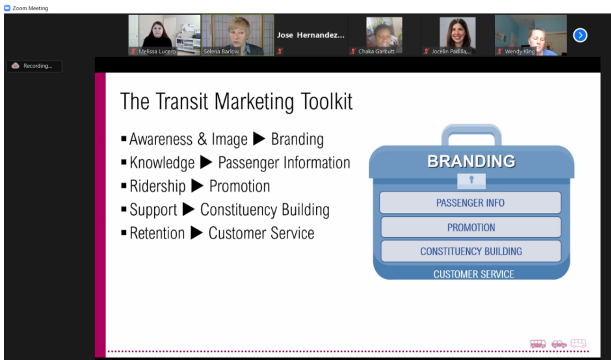 Zoom Meeting
Melissa Lucero
Selena Barlow
Jose Hernandez...
Chaka Garbutt
Jocelin Padilla,...
Wendy King
Recording...
The Transit Marketing Toolkit
▪ Awareness & Image ▶ Branding
▪ Knowledge ▶ Passenger Information
▪ Ridership ▶ Promotion
▪ Support ▶ Constituency Building
▪ Retention ▶ Customer Service
BRANDING
PASSENGER INFO
PROMOTION
CONSTITUENCY BUILDING
CUSTOMER SERVICE